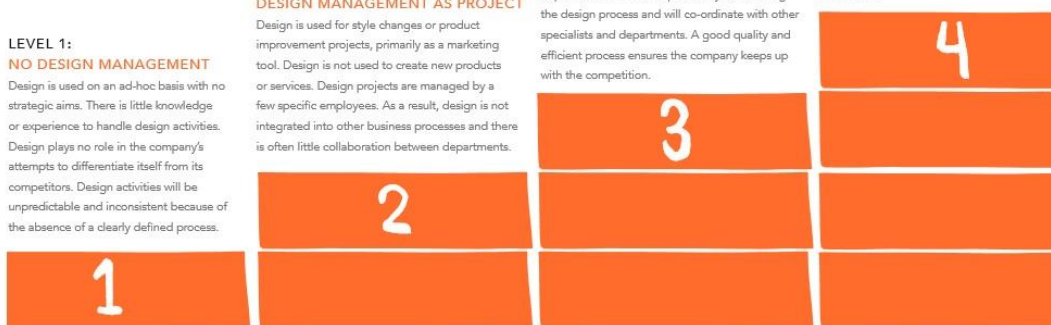 LEVEL 1:
NO DESIGN MANAGEMENT
Design is used on an ad-hoc basis with no
strategic aims. There is little knowledge
or experience to handle design activities.
Design plays no role in the company's
attempts to differentiate itself from its
competitors. Design activities will be
unpredictable and inconsistent because of
the absence of a clearly defined process.
1
DESIGN MANAGEMENT AS PROJECT
Design is used for style changes or product
improvement projects, primarily as a marketing
tool. Design is not used to create new products
or services. Design projects are managed by a
few specific employees. As a result, design is not
integrated into other business processes and there
is often little collaboration between departments.
2
the design process and will co-ordinate with other
specialists and departments. A good quality and
efficient process ensures the company keeps up
with the competition.
3
4